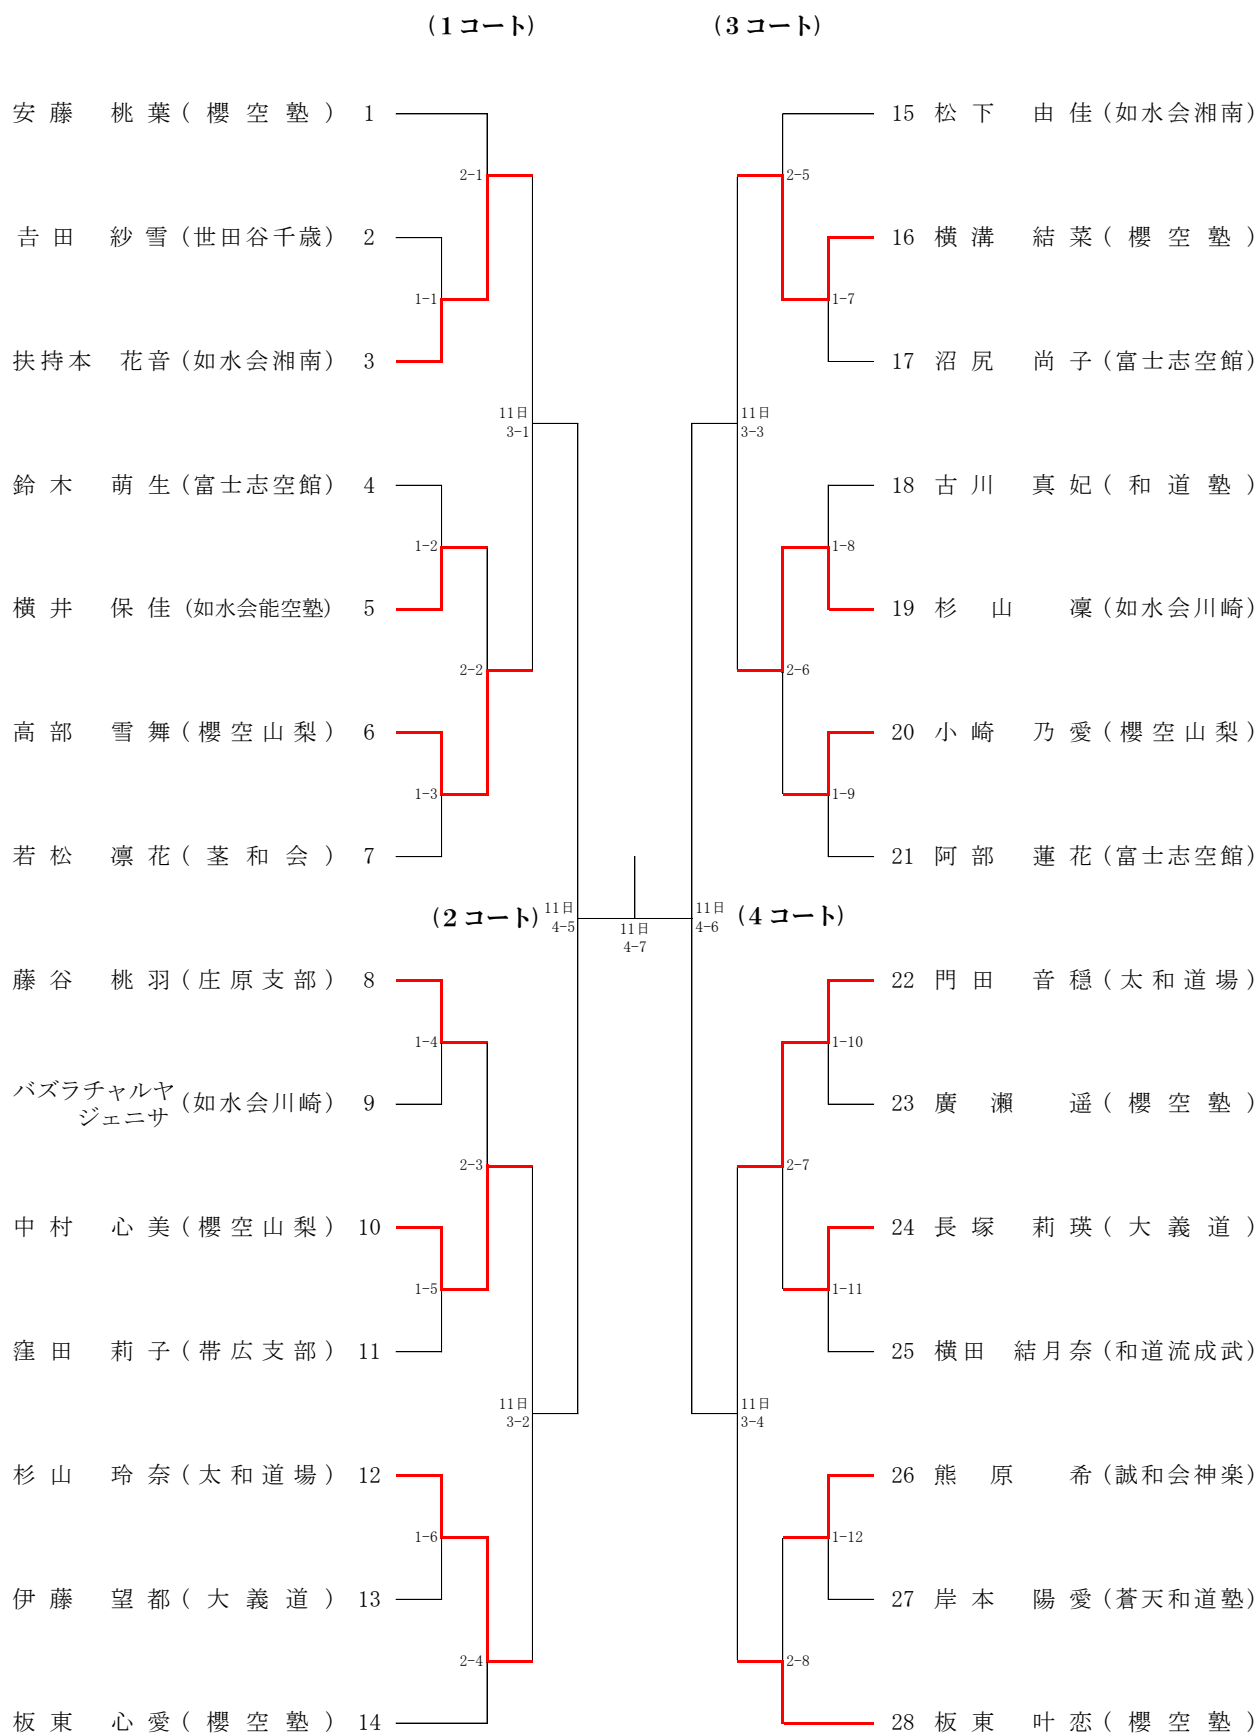 (1コート)
安藤 桃葉(櫻空塾) 1
2-1
吉田 紗雪(世田谷千歳) 2
1-1
扶持本 花音(如水会湘南) 3
11日
3-1
鈴木 萌生(富士志空館) 4
1-2
横井 保佳(如水会能空塾) 5
2-2
高部 雪舞(櫻空山梨) 6
1-3
若松 凛花(茎和会) 7
(2コート)
11日
4-5
藤谷 桃羽(庄原支部) 8
1-4
バズラチャルヤ
ジェニサ
(如水会川崎) 9
2-3
中村 心美(櫻空山梨) 10
1-5
窪田 莉子(帯広支部) 11
11日
3-2
杉山 玲奈(太和道場) 12
1-6
伊藤 望都(大義道) 13
2-4
板東 心愛(櫻空塾) 14
11日
4-7
(3コート)
15 松下 由佳(如水会湘南)
2-5
16 横溝 結菜(櫻空塾)
1-7
17 沼尻 尚子(富士志空館)
11日
3-3
18 古川 真妃(和道塾)
1-8
19 杉山 凜(如水会川崎)
2-6
20 小崎 乃愛(櫻空山梨)
1-9
21 阿部 蓮花(富士志空館)
11日
4-6
(4コート)
22 門田 音穏(太和道場)
1-10
23 廣瀬 遥(櫻空塾)
2-7
24 長塚 莉瑛(大義道)
1-11
25 横田 結月奈(和道流成武)
11日
3-4
26 熊原 希(誠和会神楽)
1-12
27 岸本 陽愛(蒼天和道塾)
2-8
28 板東 叶恋(櫻空塾)